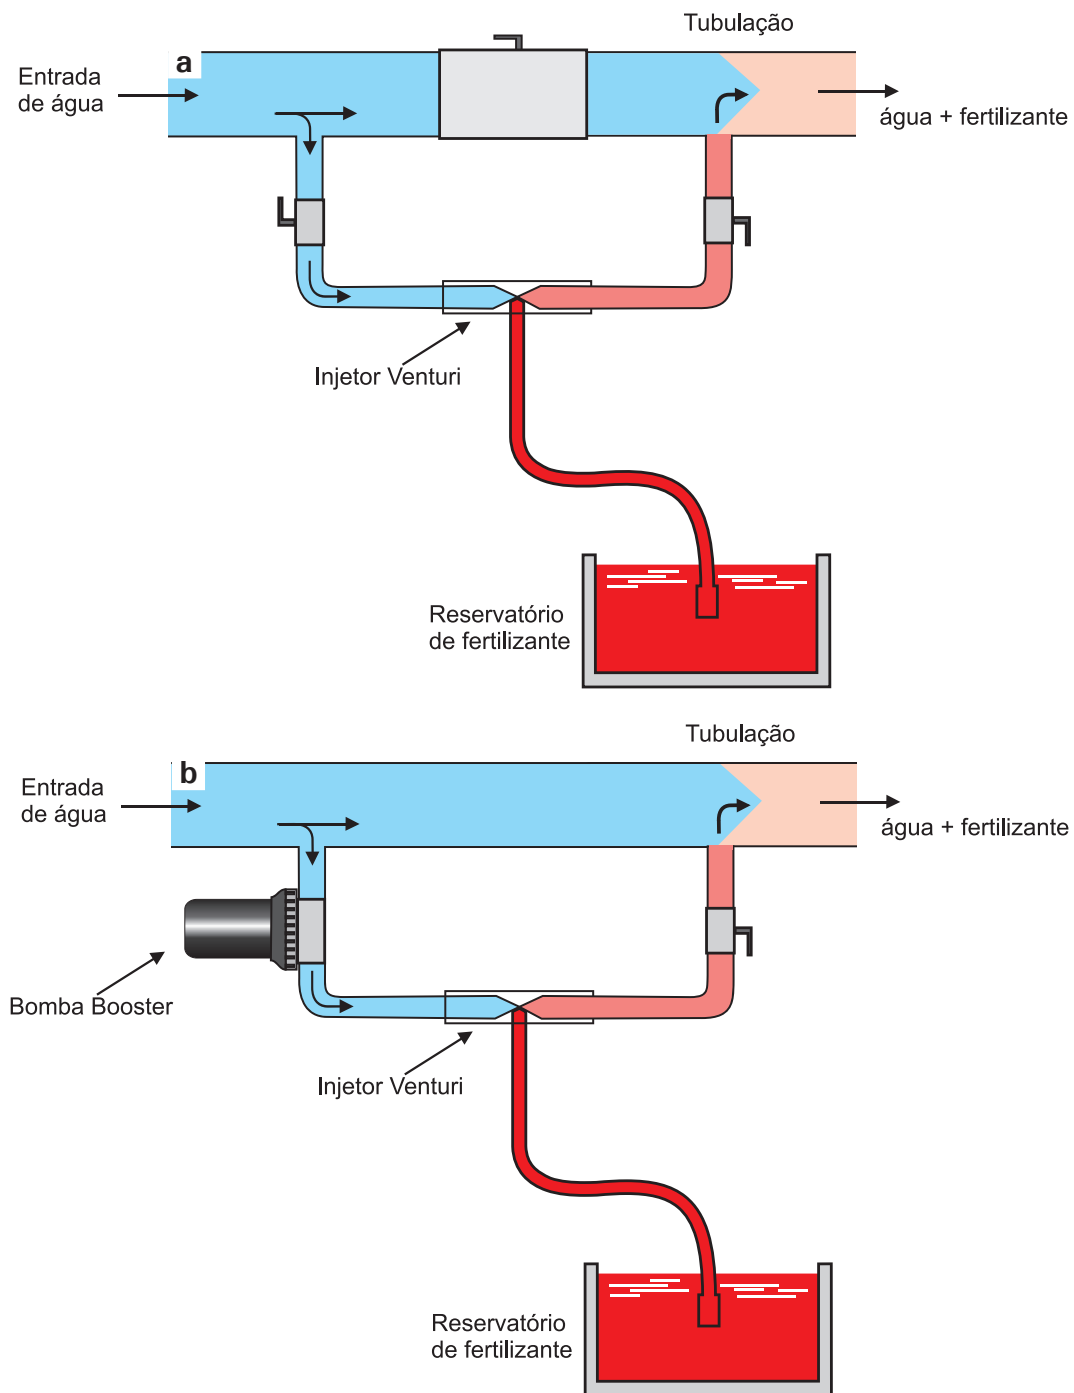 Tubulação
a
Entrada
de água
água + fertilizante
Injetor Venturi
Reservatório
de fertilizante
Tubulação
b
Entrada
de água
água + fertilizante
Bomba Booster
Injetor Venturi
Reservatório
de fertilizante